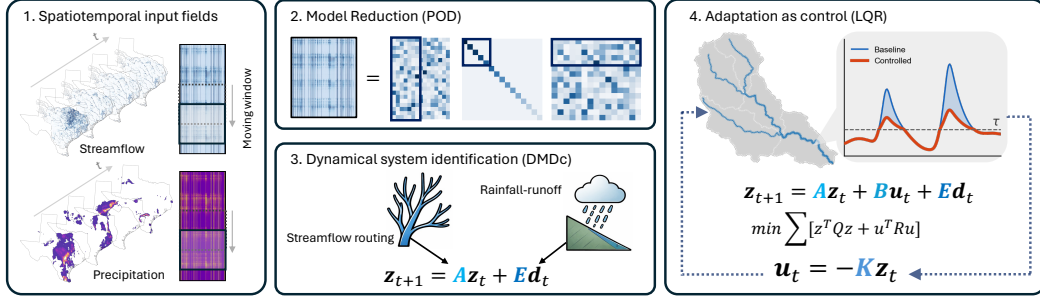 1. Spatiotemporal input fields
t
Streamflow
Moving window
t
Precipitation
2. Model Reduction (POD)
=
3. Dynamical system identification (DMDc)
Rainfall-runoff
Streamflow routing
z_{t+1} = Az_t + Ed_t
4. Adaptation as control (LQR)
Baseline
Controlled
τ
z_{t+1} = Az_t + Bu_t + Ed_t
min ∑[z^T Qz + u^T Ru]
u_t = −Kz_t